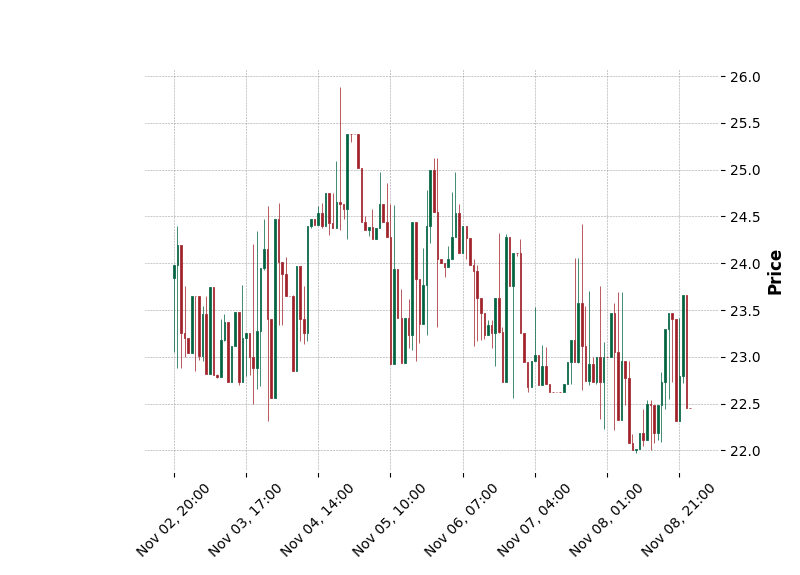 26.0
25.5
25.0
24.5
24.0
23.5
23.0
22.5
22.0
Price
Nov 02, 20:00
Nov 03, 17:00
Nov 04, 14:00
Nov 05, 10:00
Nov 06, 07:00
Nov 07, 04:00
Nov 08, 01:00
Nov 08, 21:00